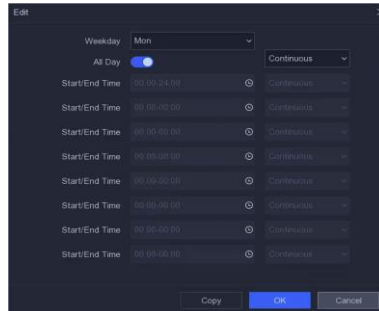 Edit
Weekday Mon
All Day Continuous
Start/End Time 00:00-24:00 Continuous
Start/End Time 00:00-00:00 Continuous
Start/End Time 00:00-00:00 Continuous
Start/End Time 00:00-00:00 Continuous
Start/End Time 00:00-00:00 Continuous
Start/End Time 00:00-00:00 Continuous
Start/End Time 00:00-00:00 Continuous
Start/End Time 00:00-00:00 Continuous
Copy OK Cancel